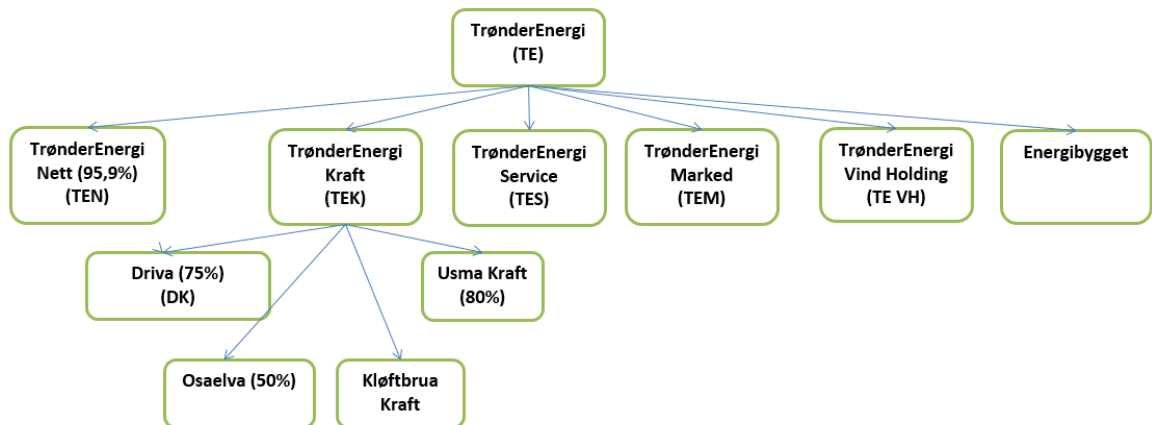 TrønderEnergi
(TE)
TrønderEnergi
Nett (95,9%)
(TEN)
TrønderEnergi
Kraft
(TEK)
TrønderEnergi
Service
(TES)
TrønderEnergi
Marked
(TEM)
TrønderEnergi
Vind Holding
(TE VH)
Energibygget
Driva (75%)
(DK)
Usma Kraft
(80%)
Osaelva (50%)
Kløftbrua
Kraft